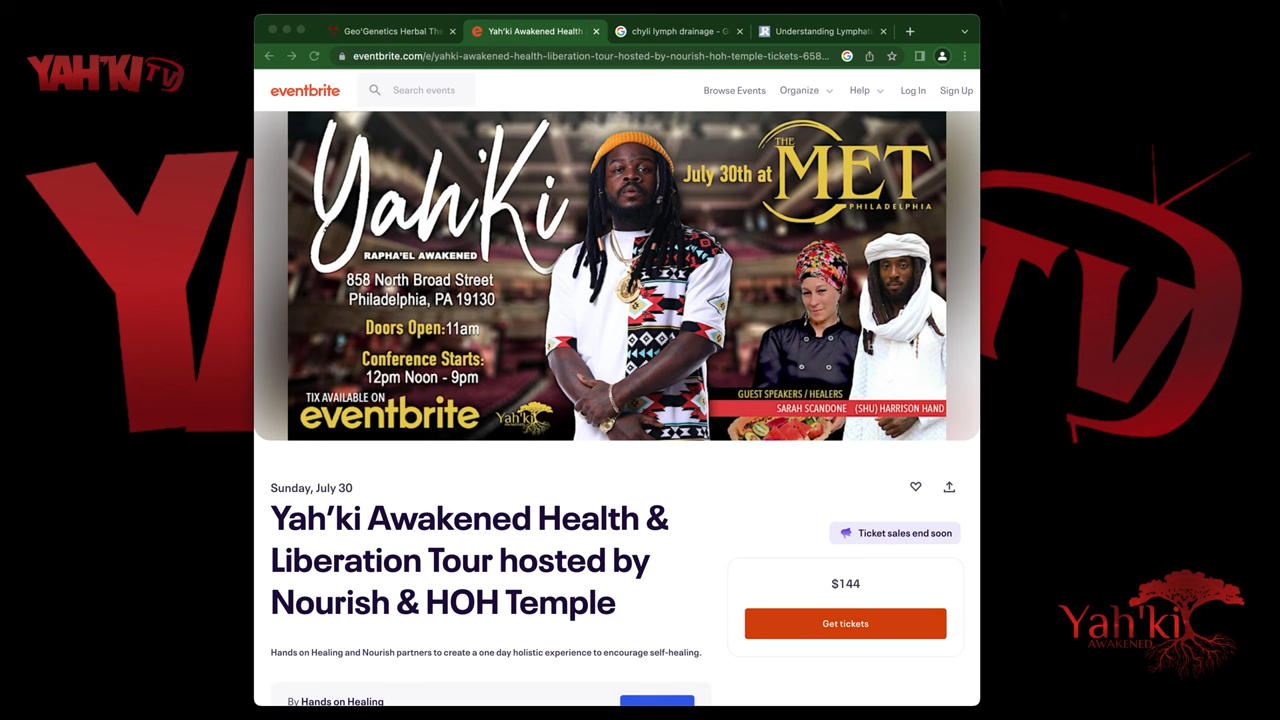 YAH'KI TV
Geo'Genetics Herbal The
Yah'ki Awakened Health
chyli lymph drainage - G
Understanding Lymphati
eventbrite.com/e/yahki-awakened-health-liberation-tour-hosted-by-nourish-hoh-temple-tickets-658...
eventbrite
Search events
Browse Events
Organize
Help
Log In
Sign Up
Yah'Ki
RAPHA'EL AWAKENED
858 North Broad Street
Philadelphia, PA 19130
Doors Open:11am
Conference Starts:
12pm Noon - 9pm
TIX AVAILABLE ON
eventbrite
Yah'ki
July 30th at
THE
MET
PHILADELPHIA
GUEST SPEAKERS / HEALERS
SARAH SCANDONE (SHU) HARRISON HAND
Y
TV
Sunday, July 30
Yah'ki Awakened Health &
Liberation Tour hosted by
Nourish & HOH Temple
Ticket sales end soon
$144
Get tickets
Hands on Healing and Nourish partners to create a one day holistic experience to encourage self-healing.
By Hands on Healing
Yah'ki
AWAKENED